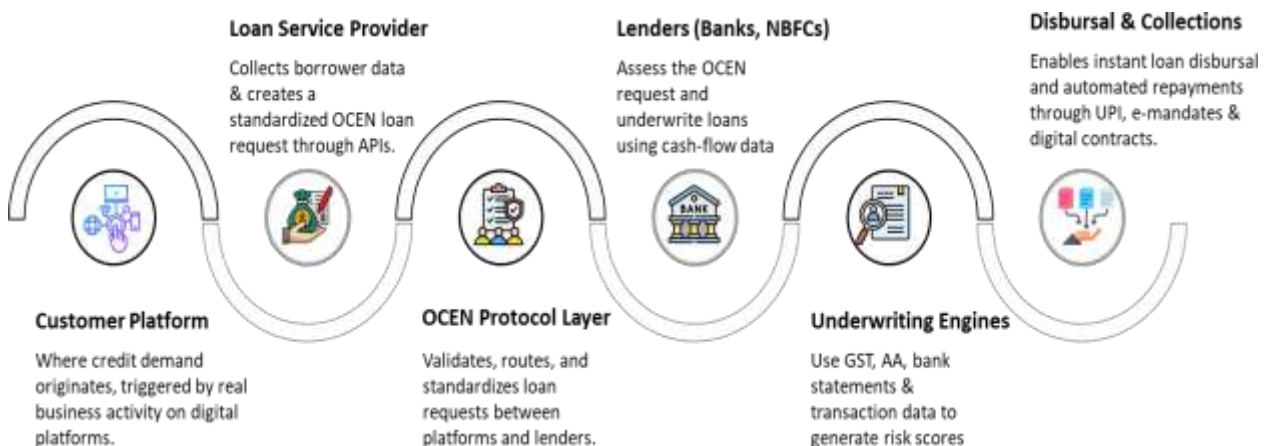 Customer Platform
Where credit demand
originates, triggered by real
business activity on digital
platforms.
Loan Service Provider
Collects borrower data
& creates a
standardized OCEN loan
request through APIs.
OCEN Protocol Layer
Validates, routes, and
standardizes loan
requests between
platforms and lenders.
Lenders (Banks, NBFCs)
Assess the OCEN
request and
underwrite loans
using cash-flow data
BANK
Underwriting Engines
Use GST, AA, bank
statements &
transaction data to
generate risk scores
Disbursal & Collections
Enables instant loan disbursal
and automated repayments
through UPI, e-mandates &
digital contracts.